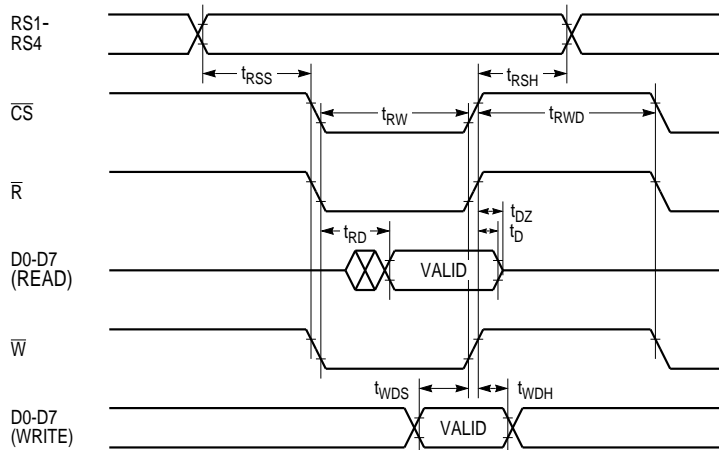 RS1-
RS4
tRSS
tRSH
CS
tRW
tRWD
R
tDZ
tRD
tD
D0-D7
(READ)
VALID
W
tWDS
tWDH
D0-D7
(WRITE)
VALID